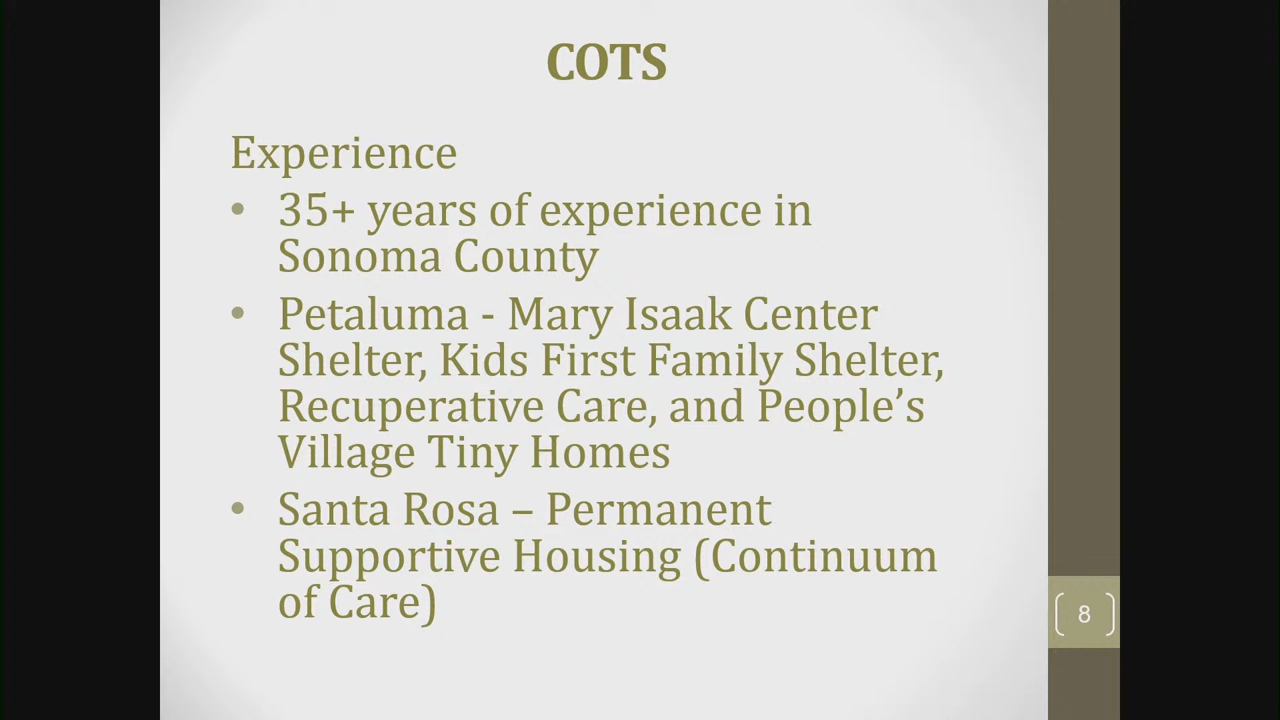 COTS
Experience
• 35+ years of experience in
Sonoma County
• Petaluma - Mary Isaak Center
Shelter, Kids First Family Shelter,
Recuperative Care, and People’s
Village Tiny Homes
• Santa Rosa – Permanent
Supportive Housing (Continuum
of Care)
8